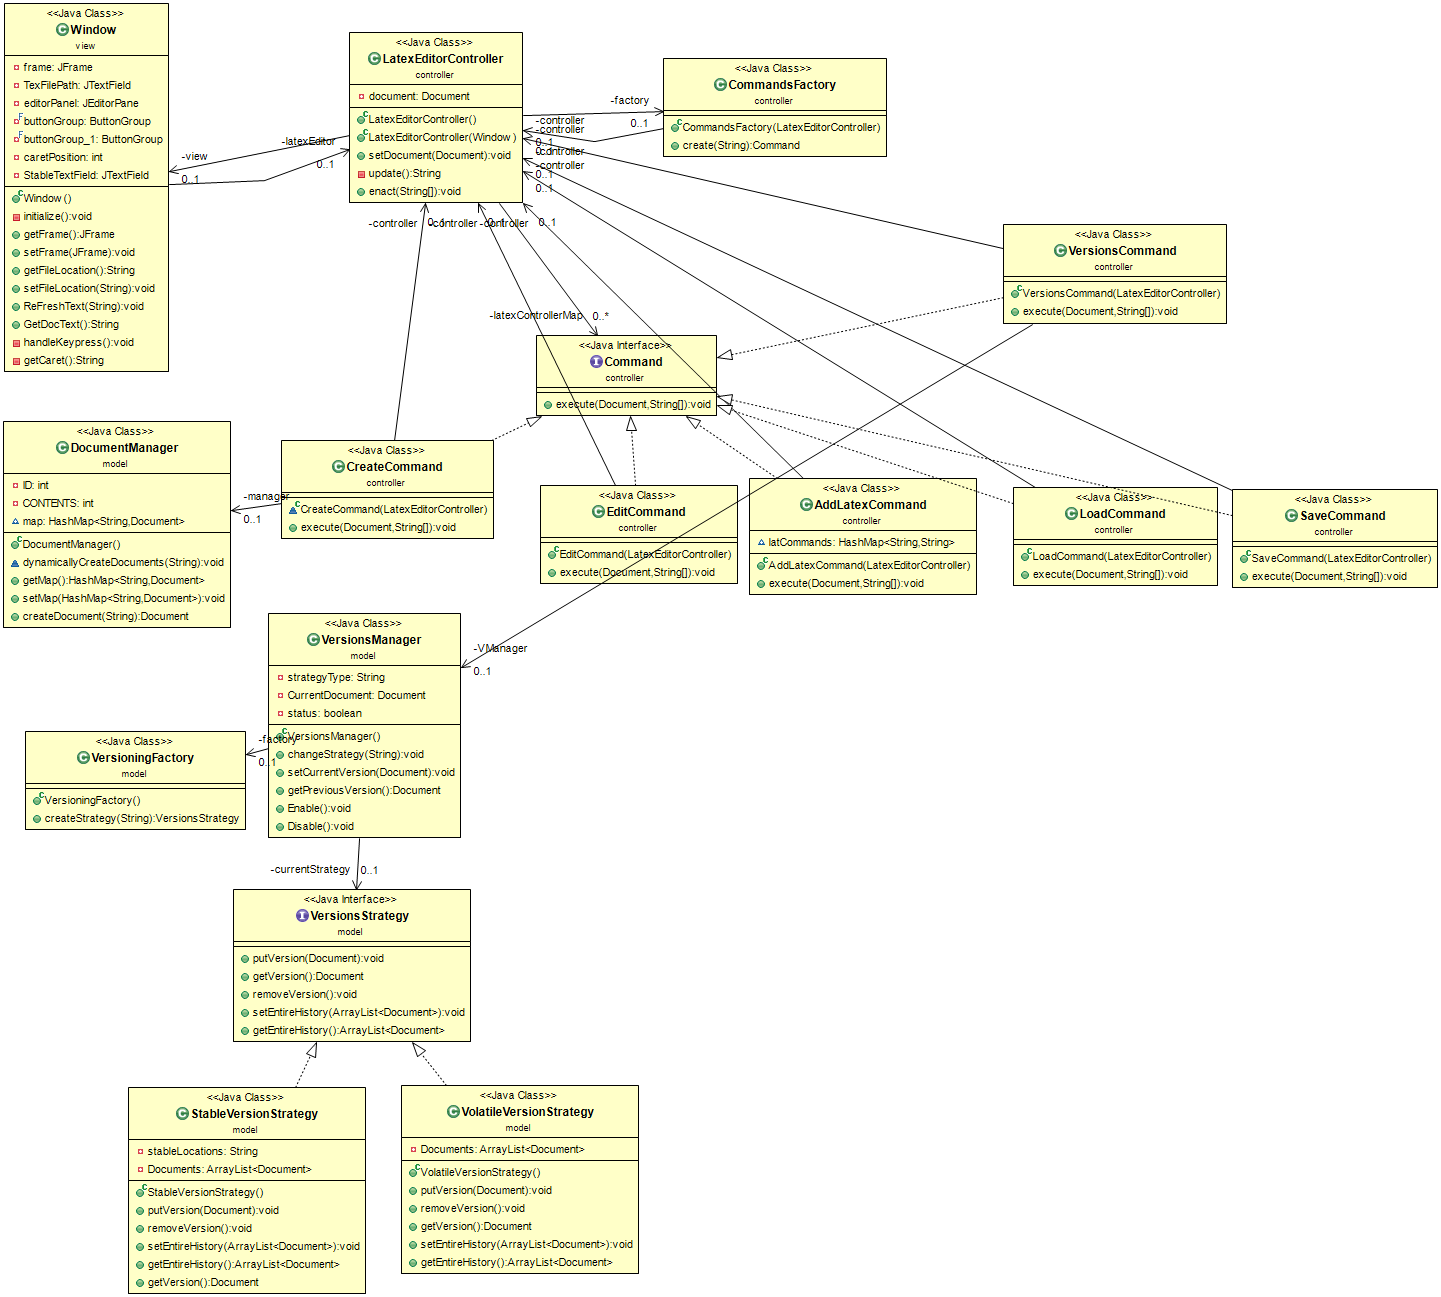 <<Java Class>>
Window
view
frame: JFrame
TexFilePath: JTextField
editorPanel: JEditorPane
buttonGroup: ButtonGroup
buttonGroup_1: ButtonGroup
caretPosition: int
StableTextField: JTextField
Window()
initialize():void
getFrame():JFrame
setFrame(JFrame):void
getFileLocation():String
setFileLocation(String):void
ReFreshText(String):void
GetDocText():String
handleKeypress():void
getCaret():String
-view
0..1
-latexEditor
0..1
<<Java Class>>
LatexEditorController
controller
document: Document
LatexEditorController()
LatexEditorController(Window)
setDocument(Document):void
update():String
enact(String[]):void
-factory
0..1
-controller
-controller
0..1
0..1
-controller
-controller
0..1
0..1
<<Java Class>>
CommandsFactory
controller
CommandsFactory(LatexEditorController)
create(String):Command
-controller
0..1
-controller
0..1
-controller
0..1
<<Java Class>>
VersionsCommand
controller
VersionsCommand(LatexEditorController)
execute(Document,String[]):void
-latexControllerMap
0..*
<<Java Interface>>
Command
controller
execute(Document,String[]):void
<<Java Class>>
DocumentManager
model
ID: int
CONTENTS: int
map: HashMap<String,Document>
DocumentManager()
dynamicallyCreateDocuments(String):void
getMap():HashMap<String,Document>
setMap(HashMap<String,Document>):void
createDocument(String):Document
-manager
0..1
<<Java Class>>
CreateCommand
controller
CreateCommand(LatexEditorController)
execute(Document,String[]):void
<<Java Class>>
EditCommand
controller
EditCommand(LatexEditorController)
execute(Document,String[]):void
<<Java Class>>
AddLatexCommand
controller
latCommands: HashMap<String,String>
AddLatexCommand(LatexEditorController)
execute(Document,String[]):void
<<Java Class>>
LoadCommand
controller
LoadCommand(LatexEditorController)
execute(Document,String[]):void
<<Java Class>>
SaveCommand
controller
SaveCommand(LatexEditorController)
execute(Document,String[]):void
<<Java Class>>
VersionsManager
model
strategyType: String
CurrentDocument: Document
status: boolean
VersionsManager()
changeStrategy(String):void
setCurrentVersion(Document):void
getPreviousVersion():Document
Enable():void
Disable():void
-VManager
0..1
-factory
0..1
<<Java Class>>
VersioningFactory
model
VersioningFactory()
createStrategy(String):VersionsStrategy
-currentStrategy
0..1
<<Java Interface>>
VersionsStrategy
model
putVersion(Document):void
getVersion():Document
removeVersion():void
setEntireHistory(ArrayList<Document>):void
getEntireHistory():ArrayList<Document>
<<Java Class>>
StableVersionStrategy
model
stableLocations: String
Documents: ArrayList<Document>
StableVersionStrategy()
putVersion(Document):void
removeVersion():void
setEntireHistory(ArrayList<Document>):void
getEntireHistory():ArrayList<Document>
getVersion():Document
<<Java Class>>
VolatileVersionStrategy
model
Documents: ArrayList<Document>
VolatileVersionStrategy()
putVersion(Document):void
removeVersion():void
getVersion():Document
setEntireHistory(ArrayList<Document>):void
getEntireHistory():ArrayList<Document>